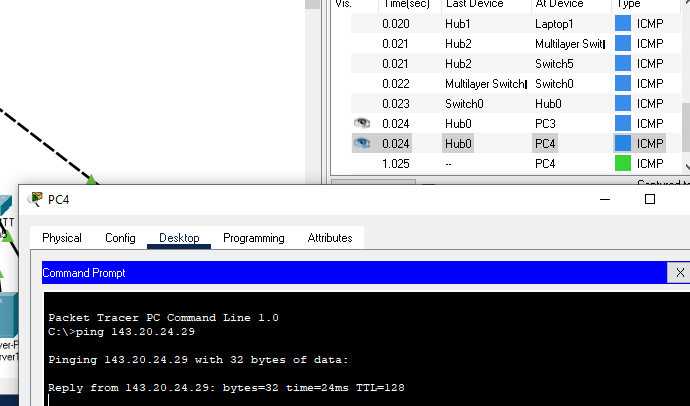 Vis. Time(sec) Last Device At Device Type
0.020 Hub1 Laptop1 ICMP
0.021 Hub2 Multilayer Swit ICMP
0.021 Hub2 Switch5 ICMP
0.022 Multilayer Switch Switch0 ICMP
0.023 Switch0 Hub0 ICMP
0.024 Hub0 PC3 ICMP
0.024 Hub0 PC4 ICMP
1.025 -- PC4 ICMP
Captured to
PC4
TT
Physical Config Desktop Programming Attributes
Command Prompt
X
Packet Tracer PC Command Line 1.0
C:\>ping 143.20.24.29
ver-P
rver1
Pinging 143.20.24.29 with 32 bytes of data:
Reply from 143.20.24.29: bytes=32 time=24ms TTL=128